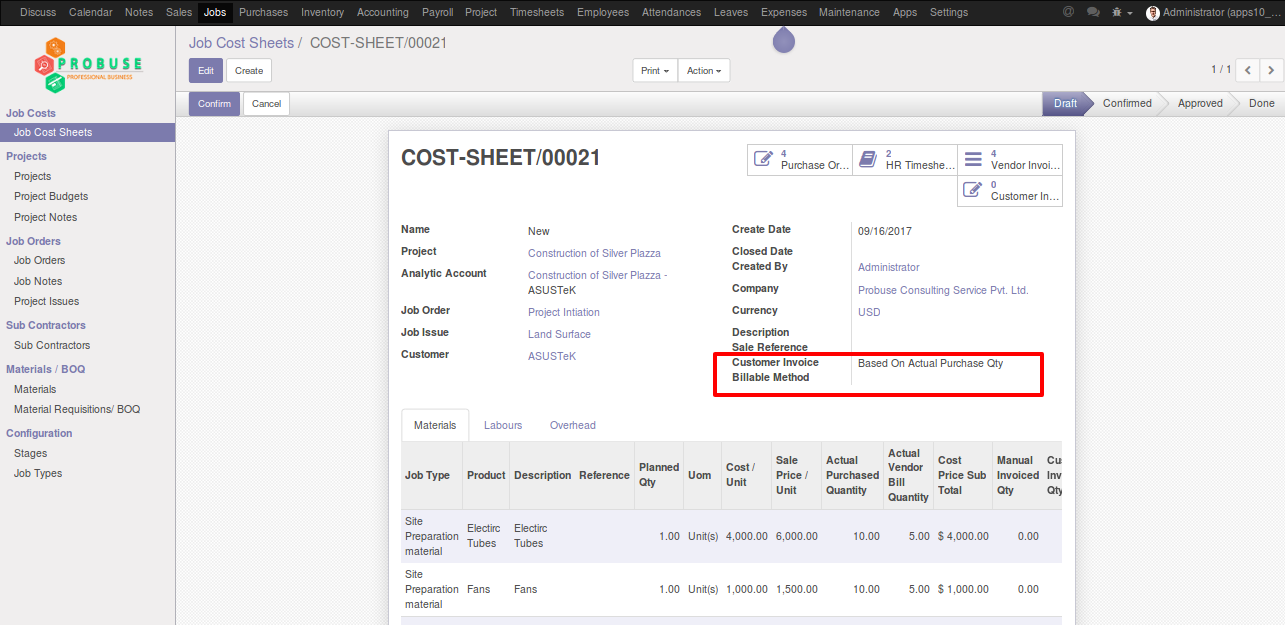 Discuss Calendar Notes Sales Jobs Purchases Inventory Accounting Payroll Project Timesheets Employees Attendances Leaves Expenses Maintenance Apps Settings @ Administrator (apps10_...
PROBUSE
PROFESSIONAL BUSINESS
Job Costs
Job Cost Sheets
Projects
Projects
Project Budgets
Project Notes
Job Orders
Job Orders
Job Notes
Project Issues
Sub Contractors
Sub Contractors
Materials / BOQ
Materials
Material Requisitions/ BOQ
Configuration
Stages
Job Types
Job Cost Sheets / COST-SHEET/00021
Edit Create Print Action 1 / 1
Confirm Cancel Draft Confirmed Approved Done
COST-SHEET/00021
4
Purchase Or...
2
HR Timeshe...
4
Vendor Invoi...
0
Customer In...
Name New
Project Construction of Silver Plazza
Analytic Account Construction of Silver Plazza -
ASUSTeK
Job Order Project Intiation
Job Issue Land Surface
Customer ASUSTeK
Create Date 09/16/2017
Closed Date
Created By Administrator
Company Probuse Consulting Service Pvt. Ltd.
Currency USD
Description
Sale Reference
Customer Invoice Based On Actual Purchase Qty
Billable Method
Materials Labours Overhead
Job Type
Product
Description
Reference
Planned
Qty
Uom
Cost /
Unit
Sale
Price /
Unit
Actual
Purchased
Quantity
Actual
Vendor
Bill
Quantity
Cost
Price Sub
Total
Manual
Invoiced
Qty
Site
Preparation
material
Electirc
Tubes
Electirc
Tubes
1.00 Unit(s) 4,000.00 6,000.00 10.00 5.00 $ 4,000.00 0.00
Site
Preparation
material
Fans Fans 1.00 Unit(s) 1,000.00 1,500.00 10.00 5.00 $ 1,000.00 0.00